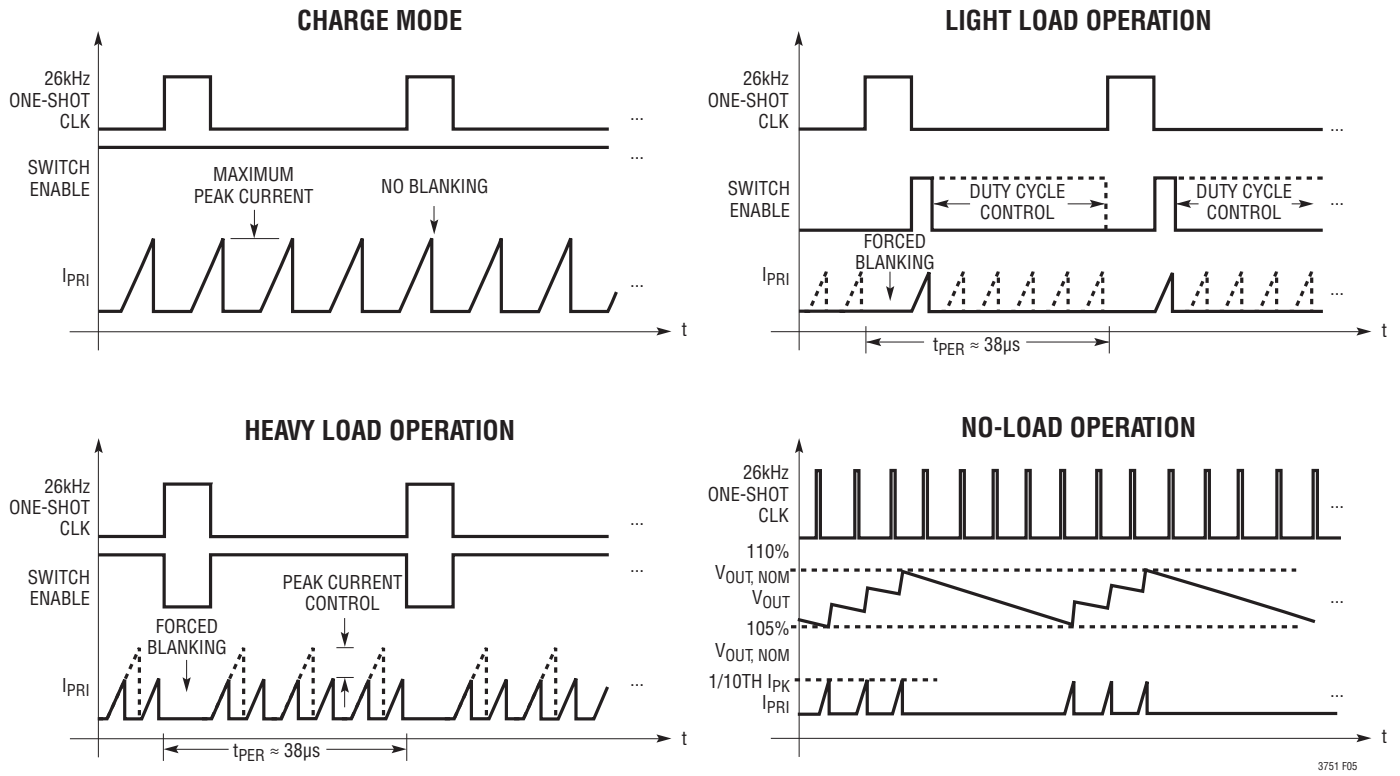 CHARGE MODE
26kHz
ONE-SHOT
CLK
...
SWITCH
ENABLE
...
MAXIMUM
PEAK CURRENT
NO BLANKING
IPRI
...
t
LIGHT LOAD OPERATION
26kHz
ONE-SHOT
CLK
...
SWITCH
ENABLE
DUTY CYCLE
CONTROL
DUTY CYCLE
CONTROL
...
FORCED
BLANKING
IPRI
...
t
tPER ≈ 38µs
HEAVY LOAD OPERATION
26kHz
ONE-SHOT
CLK
...
SWITCH
ENABLE
...
PEAK CURRENT
CONTROL
FORCED
BLANKING
IPRI
...
t
tPER ≈ 38µs
NO-LOAD OPERATION
26kHz
ONE-SHOT
CLK
...
110%
VOUT, NOM
VOUT
...
105%
VOUT, NOM
1/10TH IPK
IPRI
...
t
3751 F05